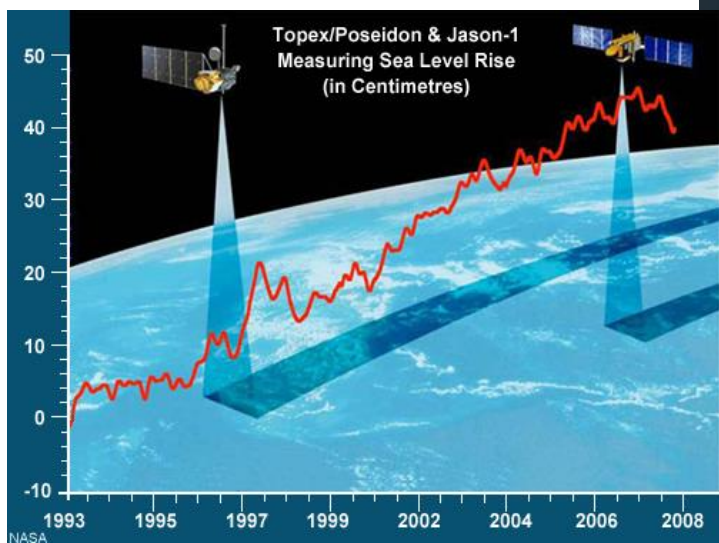 Topex/Poseidon & Jason-1
Measuring Sea Level Rise
(in Centimetres)
50
40
30
20
10
0
-10
1993 1995 1997 1999 2002 2004 2006 2008
NASA